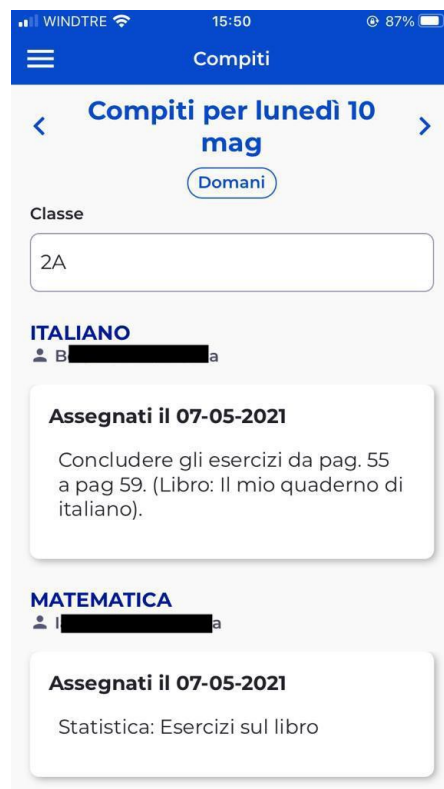 WINDTRE 15:50 87%
Compiti
Compiti per lunedì 10
mag
Domani
Classe
2A
ITALIANO
B a
Assegnati il 07-05-2021
Concludere gli esercizi da pag. 55
a pag 59. (Libro: Il mio quaderno di
italiano).
MATEMATICA
a
Assegnati il 07-05-2021
Statistica: Esercizi sul libro